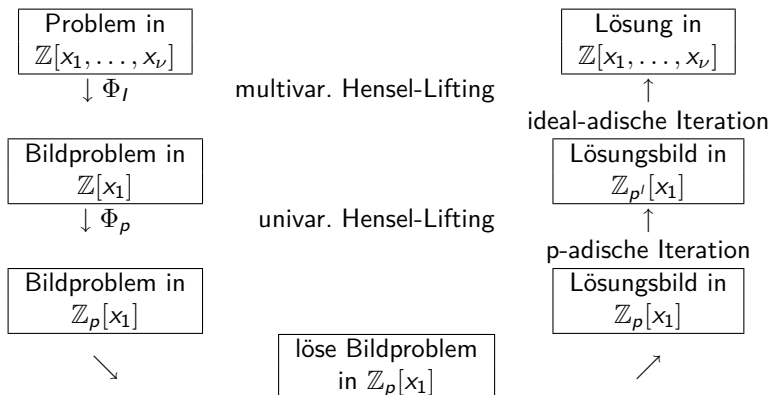 Problem in
ℤ[x₁, . . . , x_ν]
↓ Φ_I
multivar. Hensel-Lifting
Lösung in
ℤ[x₁, . . . , x_ν]
↑
ideal-adische Iteration
Bildproblem in
ℤ[x₁]
↓ Φ_p
univar. Hensel-Lifting
Lösungsbild in
ℤ_{p^l}[x₁]
↑
p-adische Iteration
Bildproblem in
ℤ_p[x₁]
Lösungsbild in
ℤ_p[x₁]
↘
löse Bildproblem
in ℤ_p[x₁]
↗